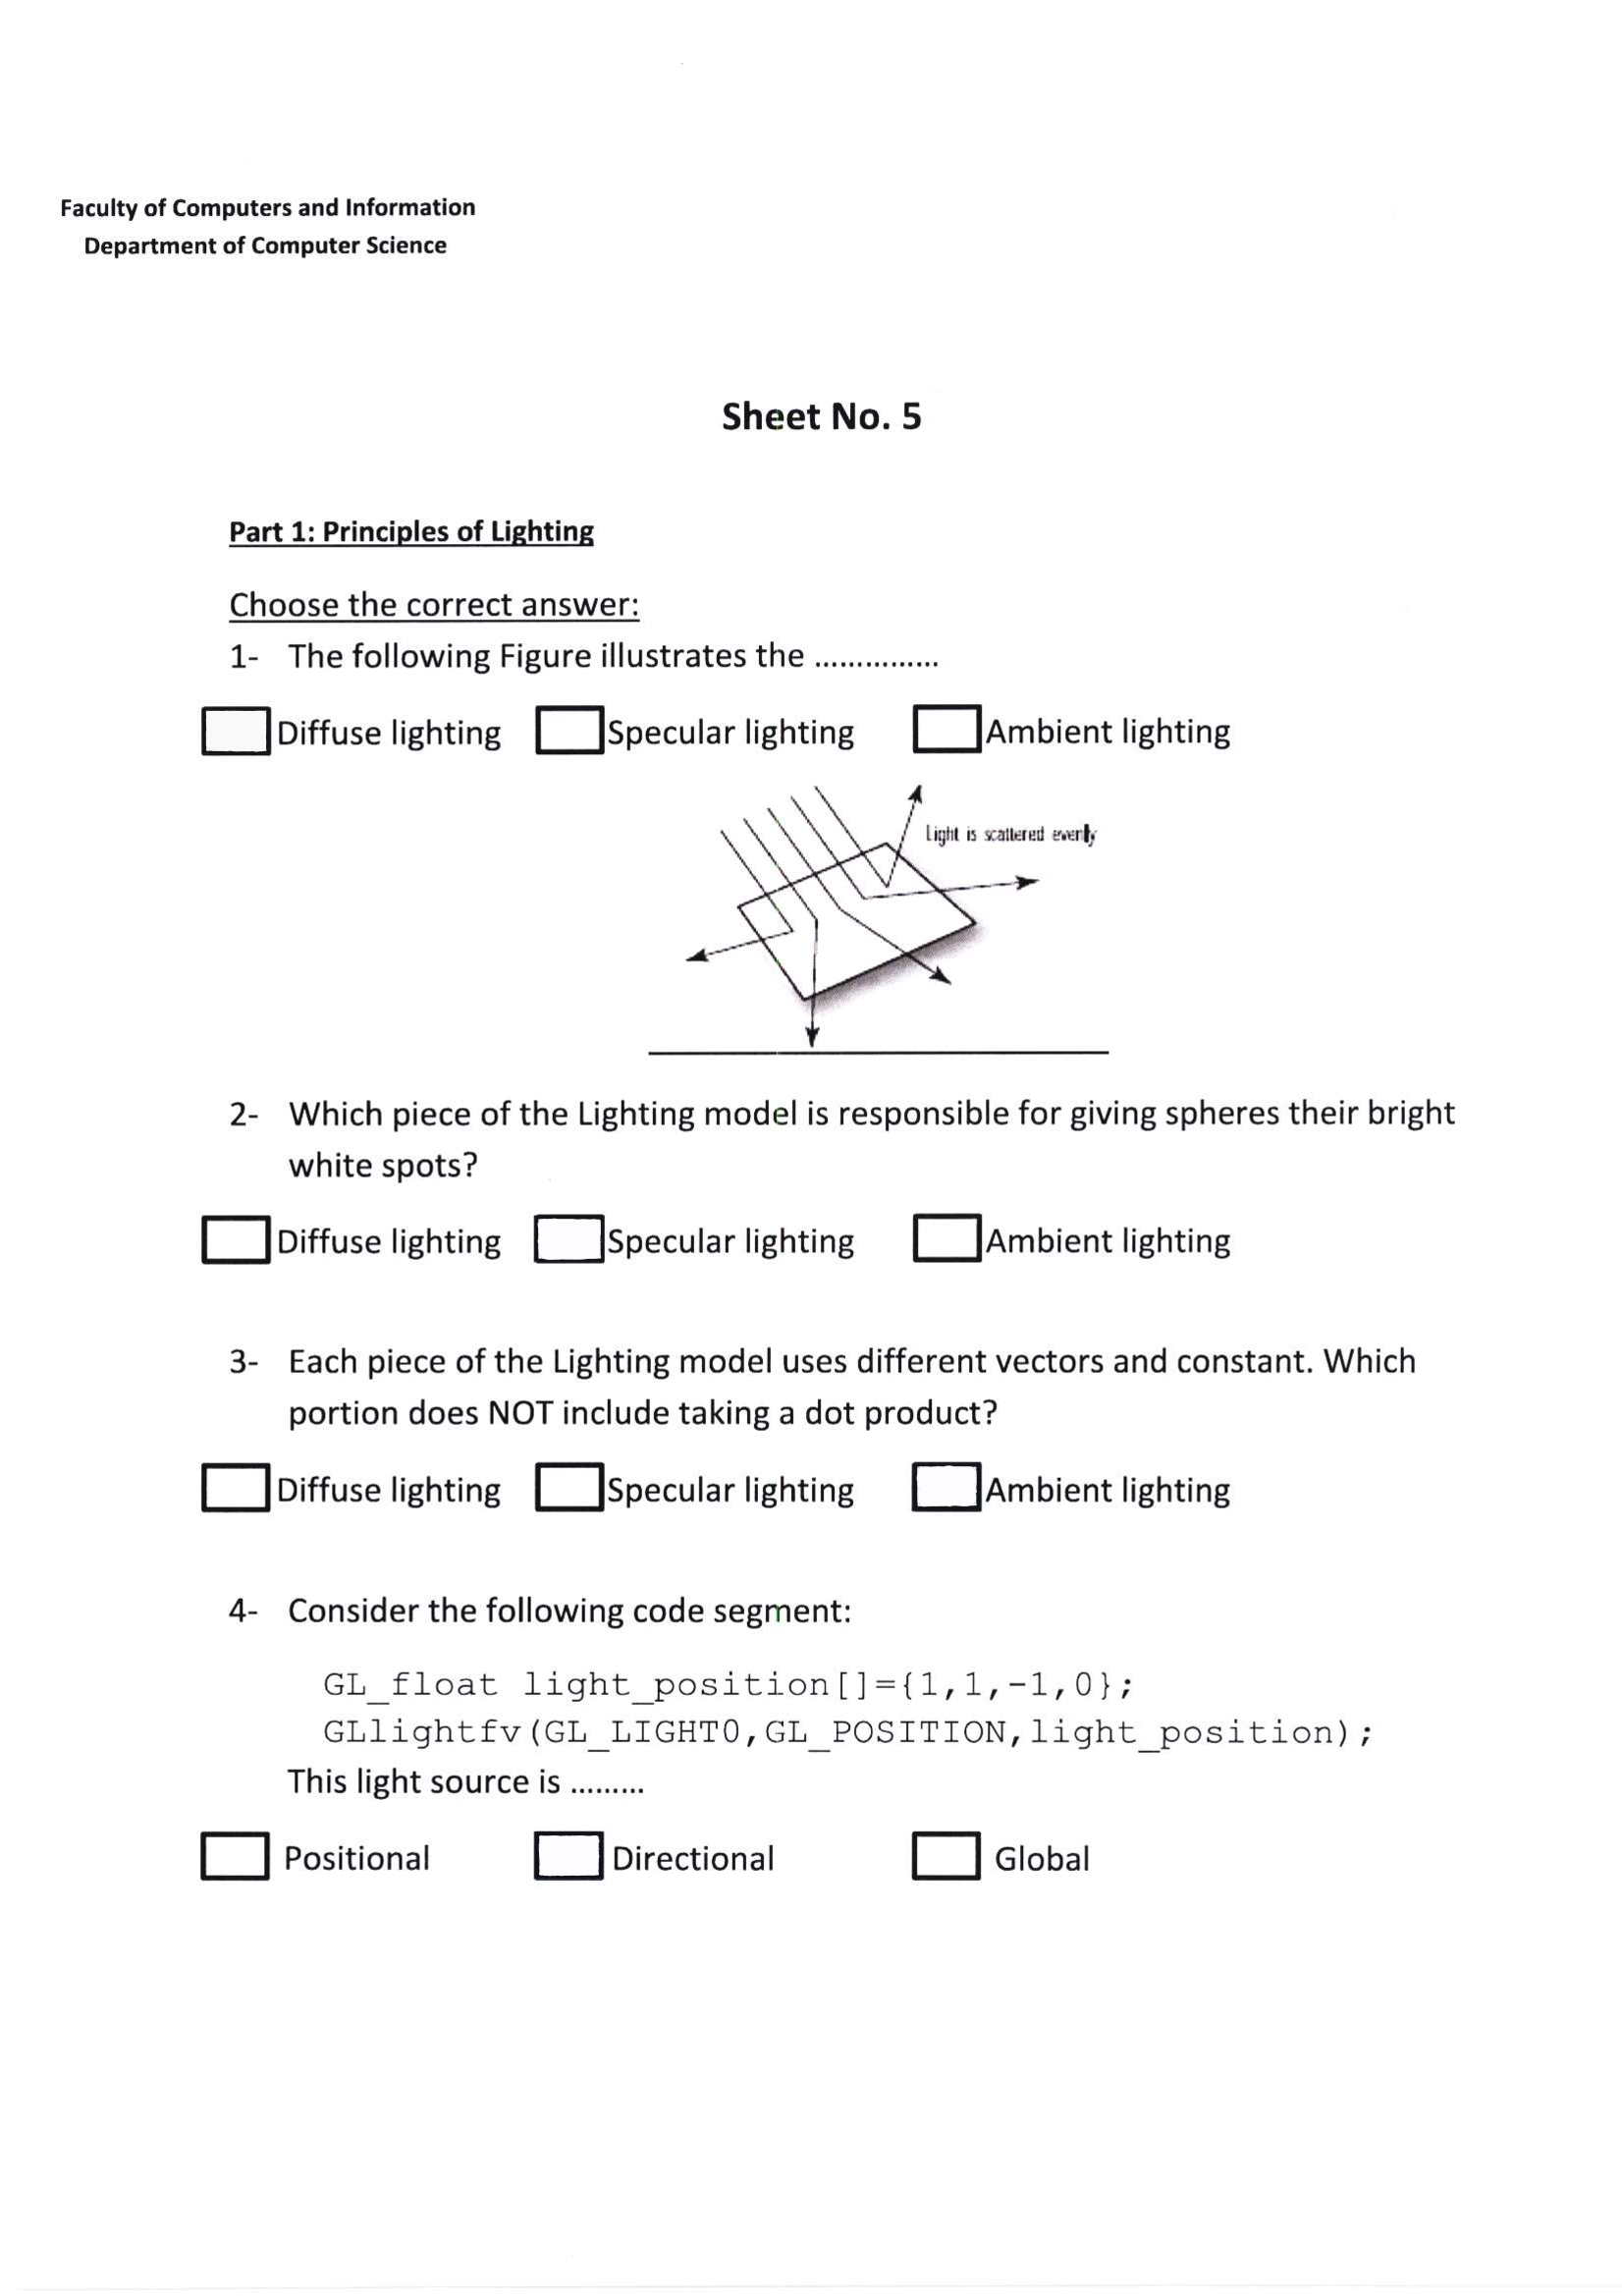 Faculty of Computers and Information
Department of Computer Science
Sheet No. 5
Part 1: Principles of Lighting
Choose the correct answer:
1- The following Figure illustrates the ...............
Diffuse lighting Specular lighting Ambient lighting
Light is scattered evenly
2- Which piece of the Lighting model is responsible for giving spheres their bright
white spots?
Diffuse lighting Specular lighting Ambient lighting
3- Each piece of the Lighting model uses different vectors and constant. Which
portion does NOT include taking a dot product?
Diffuse lighting Specular lighting Ambient lighting
4- Consider the following code segment:
GL_float light_position[]={1,1,-1,0};
GLlightfv(GL_LIGHT0,GL_POSITION,light_position);
This light source is .........
Positional Directional Global